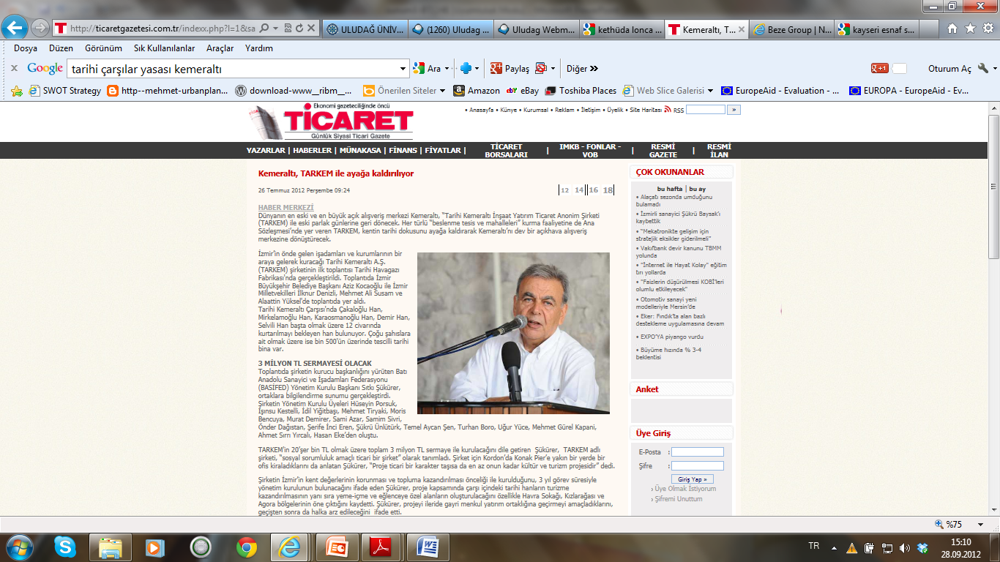 http://ticaretgazetesi.com.tr/indexx.php?l=1&sa
ULUDAĞ ÜNİV...
(1260) Uludag ...
Uludag Webm...
kethüda lonca ...
Kemeraltı, T...
Beze Group | N...
kayseri esnaf s...
Dosya Düzen Görünüm Sık Kullanılanlar Araçlar Yardım
x Google tarihi çarşılar yasası kemeraltı Ara Paylaş Diğer »
+1 Oturum Aç
SWOT Strategy http--mehmet-urbanplan... download-www__ribm__... Önerilen Siteler Amazon eBay Toshiba Places Web Slice Galerisi EuropeAid - Evaluation - ... EUROPA - EuropeAid - Ev...
Ekonomi gazeteciliğinde öncü
TİCARET
Günlük Siyasi Ticari Gazete
• Anasayfa • Künye • Kurumsal • Reklam • İletişim • Üyelik • Site Haritası RSS »
YAZARLAR | HABERLER | MÜNAKASA | FİNANS | FİYATLAR | TİCARET BORSALARI | IMKB - FONLAR - VOB | RESMİ GAZETE | RESMİ İLAN
Kemeraltı, TARKEM ile ayağa kaldırılıyor
26 Temmuz 2012 Perşembe 09:24
12 14 16 18
HABER MERKEZİ
Dünyanın en eski ve en büyük açık alışveriş merkezi Kemeraltı, “Tarihi Kemeraltı İnşaat Yatırım Ticaret Anonim Şirketi
(TARKEM) ile eski parlak günlerine geri dönecek. Her türlü “beslenme tesis ve mahalleleri” kurma faaliyetine de Ana
Sözleşmesi’nde yer veren TARKEM, kentin tarihi dokusunu ayağa kaldırarak Kemeraltı’nı dev bir açıkhava alışveriş
merkezine dönüştürecek.
İzmir’in önde gelen işadamları ve kurumlarının bir
araya gelerek kuracağı Tarihi Kemeraltı A.Ş.
(TARKEM) şirketinin ilk toplantısı Tarihi Havagazı
Fabrikası'nda gerçekleştirildi. Toplantıda İzmir
Büyükşehir Belediye Başkanı Aziz Kocaoğlu ile İzmir
Milletvekilleri İlknur Denizli, Mehmet Ali Susam ve
Alaattin Yüksel'de toplantıda yer aldı.
Tarihi Kemeraltı Çarşısı'nda Çakaloğlu Han,
Mirkelamoğlu Han, Karaosmanoğlu Han, Demir Han,
Selvili Han başta olmak üzere 12 civarında
kurtarılmayı bekleyen han bulunuyor. Çoğu şahıslara
ait olmak üzere ise bin 500'ün üzerinde tescilli tarihi
bina var.
3 MİLYON TL SERMAYESİ OLACAK
Toplantıda şirketin kurucu başkanlığını yürüten Batı
Anadolu Sanayici ve İşadamları Federasyonu
(BASİFED) Yönetim Kurulu Başkanı Sıtkı Şükürer,
ortaklara bilgilendirme sunumu gerçekleştirdi.
Şirketin Yönetim Kurulu Üyeleri Hüseyin Porsuk,
Işınsu Kestelli, İdil Yiğitbaşı, Mehmet Tiryaki, Moris
Bencuya, Murat Demirer, Sami Azar, Samim Sivri,
Önder Dağıstan, Şerife İnci Eren, Şükrü Ünlütürk, Temel Aycan Şen, Turhan Boro, Uğur Yüce, Mehmet Gürel Kapani,
Ahmet Sırrı Yırcalı, Hasan Eke’den oluştu.
TARKEM'in 20’şer bin TL olmak üzere toplam 3 milyon TL sermaye ile kurulacağını dile getiren Şükürer, TARKEM adlı
şirketi, “sosyal sorumluluk amaçlı ticari bir şirket” olarak tanımladı. Şirket için Kordon’da Konak Pier’e yakın bir yerde bir
ofis kiraladıklarını da anlatan Şükürer, “Proje ticari bir karakter taşısa da en az onun kadar kültür ve turizm projesidir” dedi.
Şirketin İzmir’in kent değerlerinin korunması ve topluma kazandırılması önceliği ile kurulduğunu, 3 yıl görev süresiyle
yönetim kurulunun bulunacağını ifade eden Şükürer, proje kapsamında çarşı içindeki tarihi hanların turizme
kazandırılmasının yanı sıra yeme-içme ve eğlenceye özel alanların oluşturulacağını özellikle Havra Sokağı, Kızlarağası ve
Agora bölgelerinin öne çıktığını kaydetti. Şükürer, projeyi ileride gayri menkul yatırım ortaklığına geçirmeyi amaçladıklarını,
geçişten sonra da halka arz edileceğini ifade etti.
ÇOK OKUNANLAR
bu hafta | bu ay
• Alaçatı sezonda umduğunu
bulamadı
• İzmirli sanayici Şükrü Baysak’ı
kaybettik
• “Mekatronikte gelişim için
stratejik eksikler giderilmeli”
• Vakıfbank devir kanunu TBMM
yolunda
• “İnternet ile Hayat Kolay” eğitim
tırı yollarda
• “Faizlerin düşürülmesi KOBİ’leri
olumlu etkileyecek”
• Otomotiv sanayi yeni
modelleriyle Mersin’de
• Eker: Fındık’ta alan bazlı
destekleme uygulamasına devam
• EXPO’YA piyango vurdu
• Büyüme hızında % 3-4
beklentisi
Anket
Üye Giriş
E-Posta :
Şifre :
Giriş Yap »
› Üye Olmak İstiyorum
› Şifremi Unuttum
%75
TR
15:10
28.09.2012